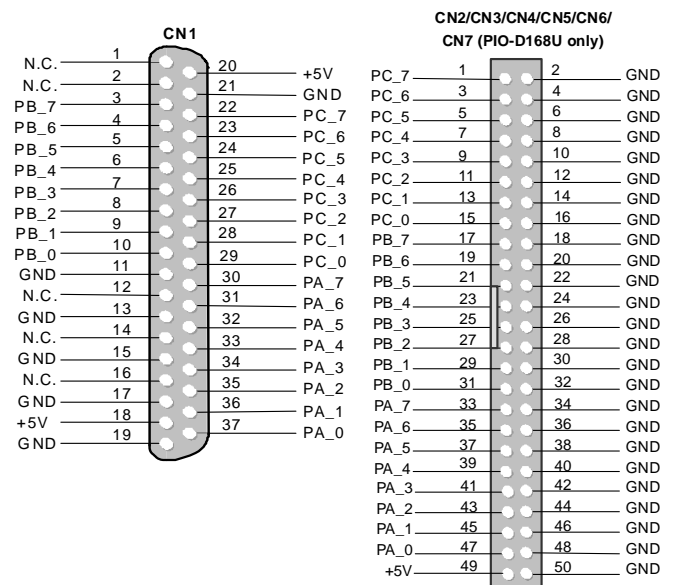 CN1
N.C. 1
20 +5V
N.C. 2
21 GND
PB_7 3
22 PC_7
PB_6 4
23 PC_6
PB_5 5
24 PC_5
PB_4 6
25 PC_4
PB_3 7
26 PC_3
PB_2 8
27 PC_2
PB_1 9
28 PC_1
PB_0 10
29 PC_0
GND 11
30 PA_7
N.C. 12
31 PA_6
GND 13
32 PA_5
N.C. 14
33 PA_4
GND 15
34 PA_3
N.C. 16
35 PA_2
GND 17
36 PA_1
+5V 18
37 PA_0
GND 19
CN2/CN3/CN4/CN5/CN6/
CN7 (PIO-D168U only)
PC_7 1 2 GND
PC_6 3 4 GND
PC_5 5 6 GND
PC_4 7 8 GND
PC_3 9 10 GND
PC_2 11 12 GND
PC_1 13 14 GND
PC_0 15 16 GND
PB_7 17 18 GND
PB_6 19 20 GND
PB_5 21 22 GND
PB_4 23 24 GND
PB_3 25 26 GND
PB_2 27 28 GND
PB_1 29 30 GND
PB_0 31 32 GND
PA_7 33 34 GND
PA_6 35 36 GND
PA_5 37 38 GND
PA_4 39 40 GND
PA_3 41 42 GND
PA_2 43 44 GND
PA_1 45 46 GND
PA_0 47 48 GND
+5V 49 50 GND